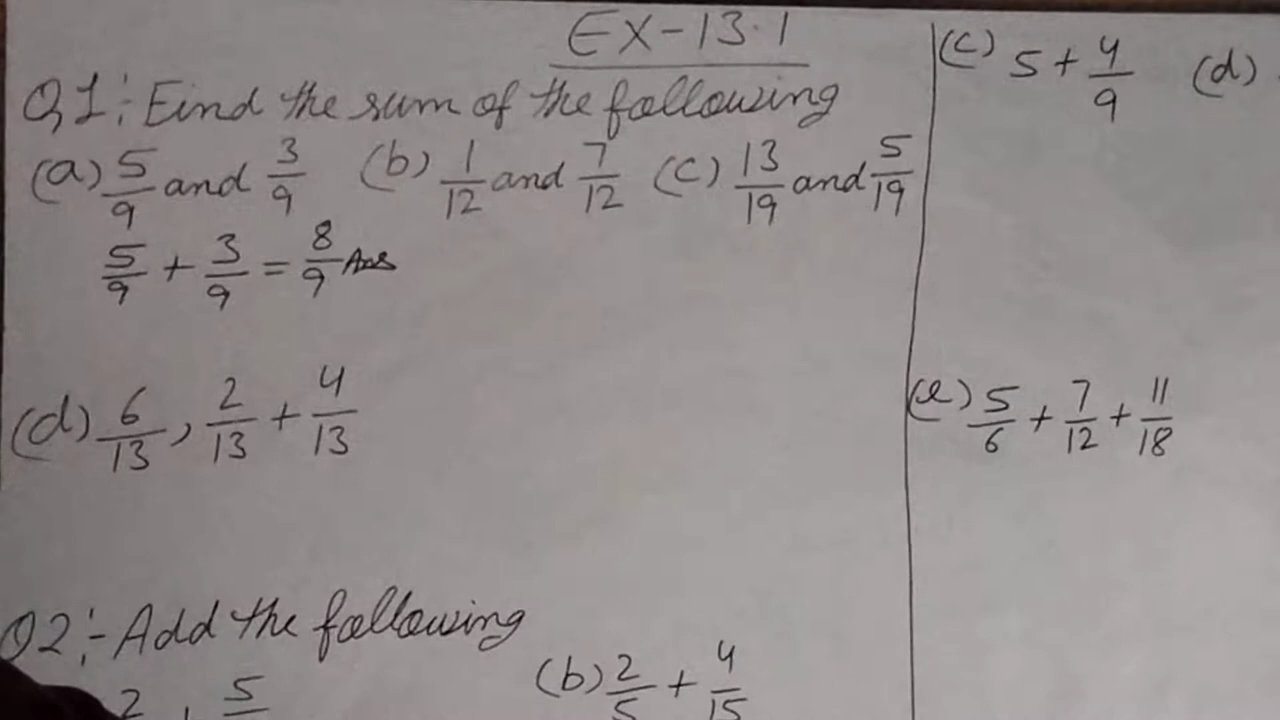 EX-13.1
Q1:- Find the sum of the following
(a) 5/9 and 3/9 (b) 1/12 and 7/12 (c) 13/19 and 5/19
5/9 + 3/9 = 8/9 Ans
(d) 6/13, 2/13 + 4/13
Q2:- Add the following
2 5
(b) 2/5 + 4/15
(c) 5 + 4/9 (d)
(e) 5/6 + 7/12 + 11/18